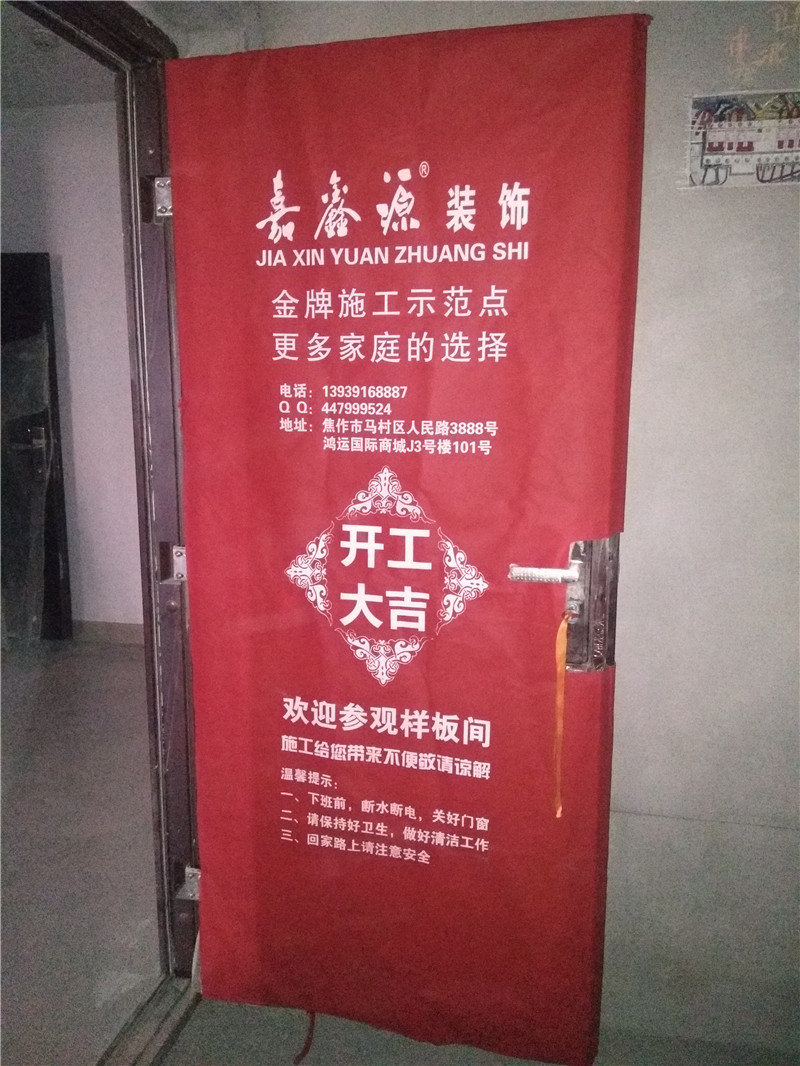 嘉鑫源®装饰
JIA XIN YUAN ZHUANG SHI
金牌施工示范点
更多家庭的选择
电话：13939168887
Q Q：447999524
地址：焦作市马村区人民路3888号
鸿运国际商城J3号楼101号
开工
大吉
欢迎参观样板间
施工给您带来不便敬请谅解
温馨提示：
一、下班前，断水断电，关好门窗
二、请保持好卫生，做好清洁工作
三、回家路上请注意安全